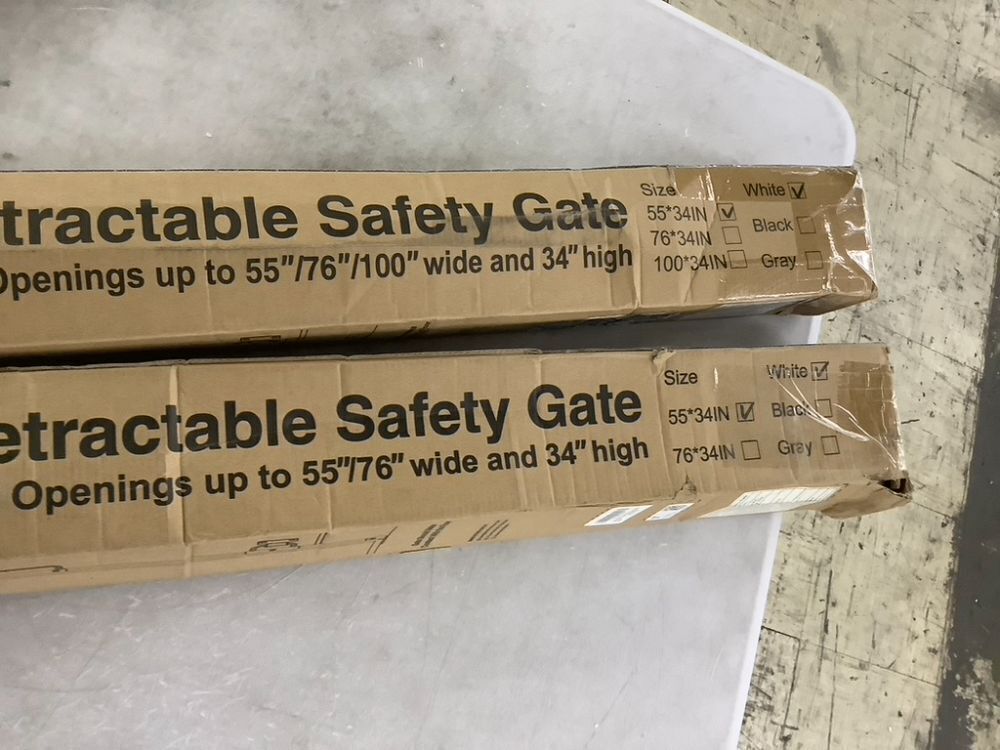 tractable Safety Gate
Openings up to 55"/76"/100" wide and 34" high
Size
55*34IN
76*34IN
100*34IN
White
Black
Gray
etractable Safety Gate
Openings up to 55"/76" wide and 34" high
Size
55*34IN
76*34IN
White
Black
Gray